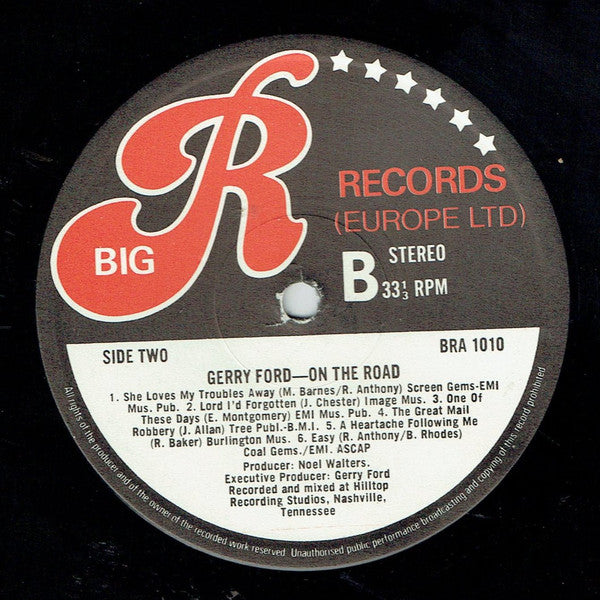 R
BIG
RECORDS
(EUROPE LTD)
B STEREO
33⅓ RPM
SIDE TWO BRA 1010
GERRY FORD—ON THE ROAD
1. She Loves My Troubles Away (M. Barnes/R. Anthony) Screen Gems-EMI
Mus. Pub. 2. Lord I'd Forgotten (J. Chester) Image Mus. 3. One Of
These Days (E. Montgomery) EMI Mus. Pub. 4. The Great Mail
Robbery (J. Allan) Tree Publ-B.M.I. 5. A Heartache Following Me
(R. Baker) Burlington Mus. 6. Easy (R. Anthony/B. Rhodes)
Coal Gems./EMI. ASCAP
Producer: Noel Walters.
Executive Producer: Gerry Ford
Recorded and mixed at Hilltop
Recording Studios, Nashville,
Tennessee
All rights of the producer and of the owner of the recorded work reserved. Unauthorised public performance broadcasting and copying of this record prohibited